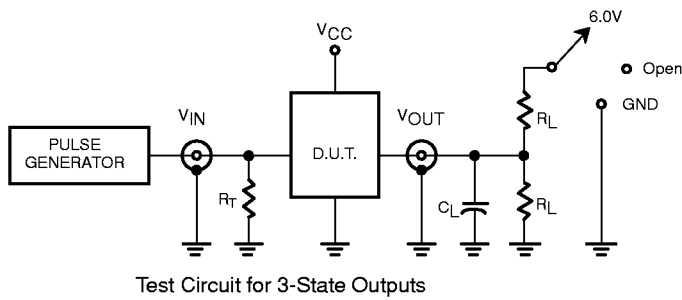 6.0V
VCC
Open
VIN
VOUT
RL
GND
PULSE
GENERATOR
D.U.T.
RT
CL
RL
Test Circuit for 3-State Outputs